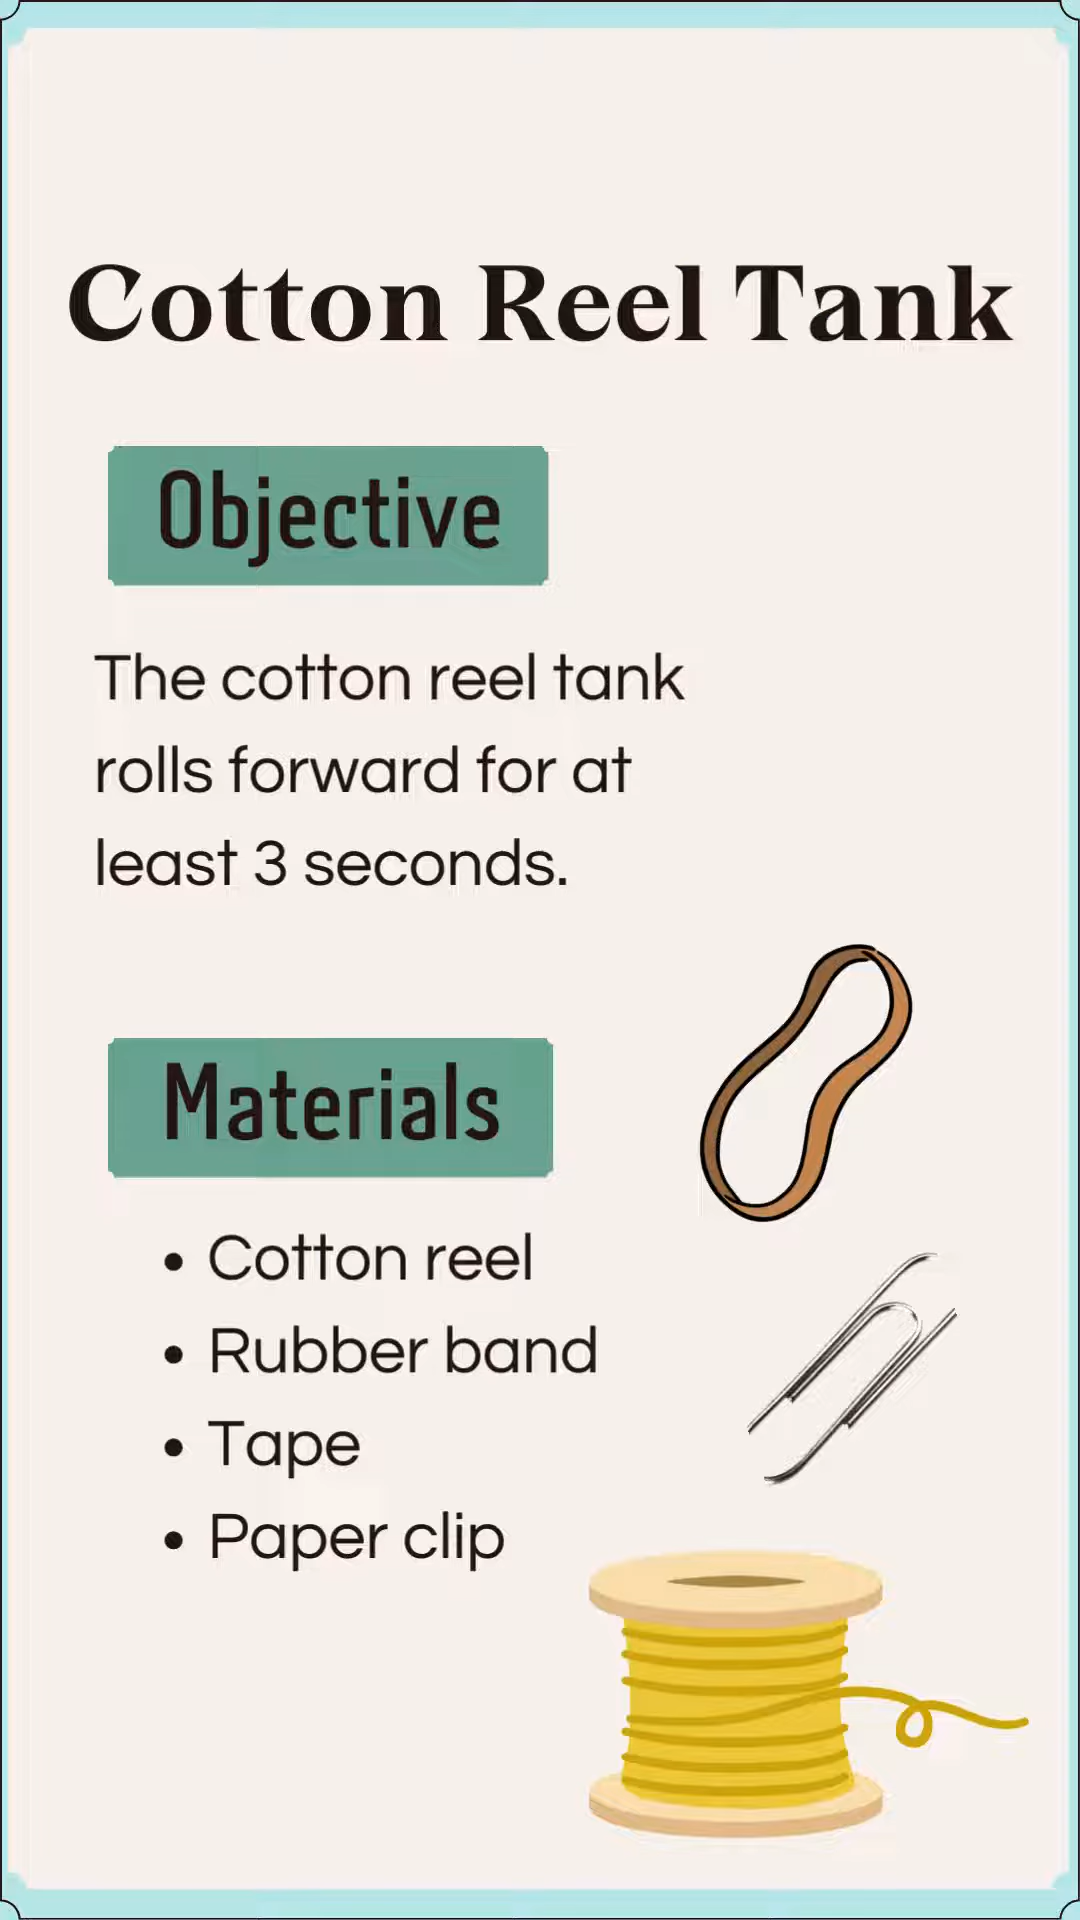 Cotton Reel Tank
Objective
The cotton reel tank
rolls forward for at
least 3 seconds.
Materials
• Cotton reel
• Rubber band
• Tape
• Paper clip